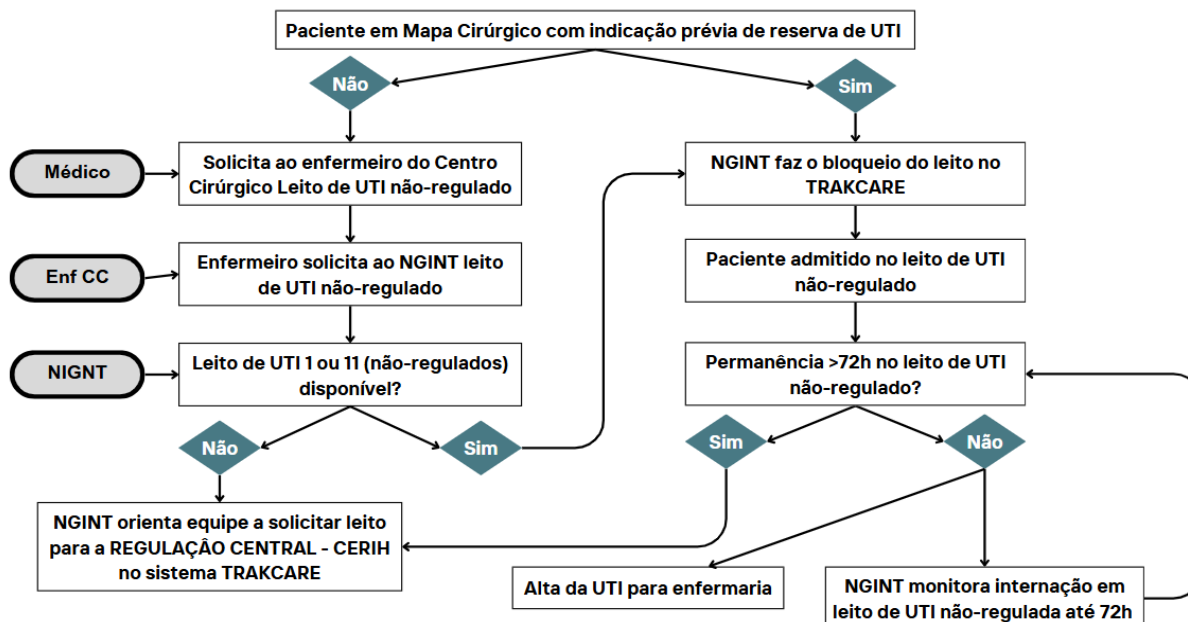 Paciente em Mapa Cirúrgico com indicação prévia de reserva de UTI
Não
Sim
Médico
Solicita ao enfermeiro do Centro
Cirúrgico Leito de UTI não-regulado
NGINT faz o bloqueio do leito no
TRAKCARE
Enf CC
Enfermeiro solicita ao NGINT leito
de UTI não-regulado
Paciente admitido no leito de UTI
não-regulado
NIGNT
Leito de UTI 1 ou 11 (não-regulados)
disponível?
Permanência >72h no leito de UTI
não-regulado?
Não
Sim
Sim
Não
NGINT orienta equipe a solicitar leito
para a REGULAÇÂO CENTRAL - CERIH
no sistema TRAKCARE
Alta da UTI para enfermaria
NGINT monitora internação em
leito de UTI não-regulada até 72h